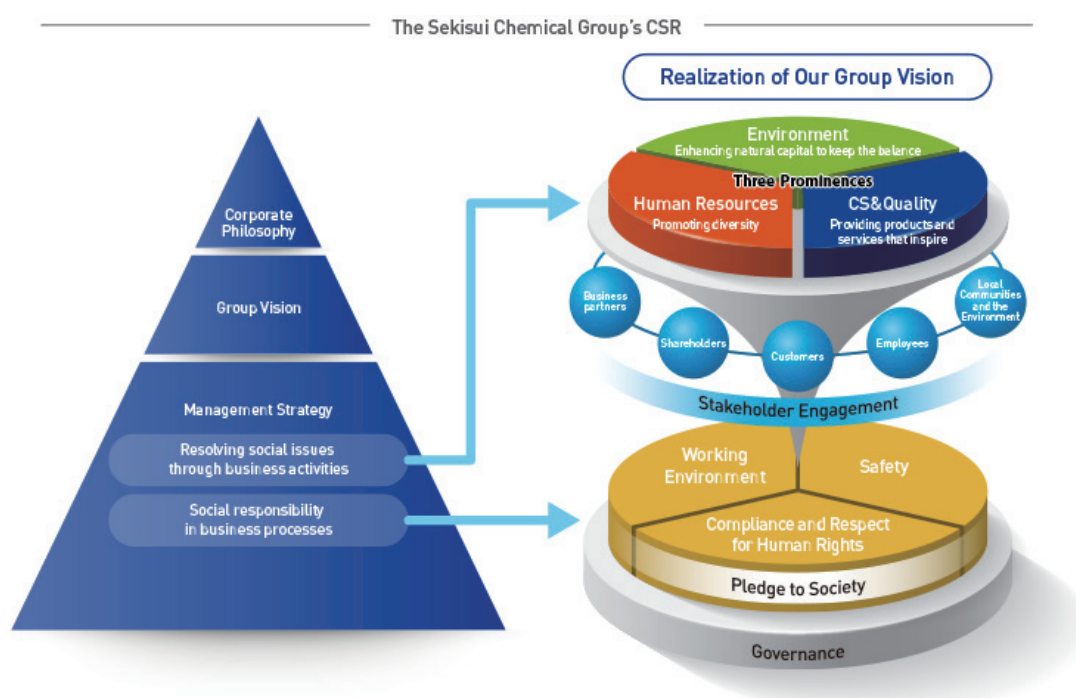 The Sekisui Chemical Group's CSR
Corporate
Philosophy
Group Vision
Management Strategy
Resolving social issues
through business activities
Social responsibility
in business processes
Realization of Our Group Vision
Environment
Enhancing natural capital to keep the balance
Three Prominences
Human Resources
Promoting diversity
CS&Quality
Providing products and
services that inspire
Business
partners
Shareholders
Customers
Employees
Local
Communities
and the
Environment
Stakeholder Engagement
Working
Environment
Safety
Compliance and Respect
for Human Rights
Pledge to Society
Governance